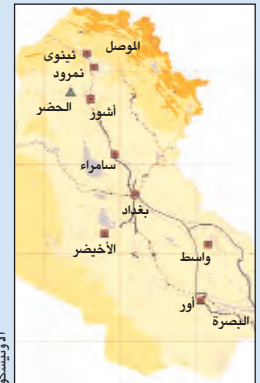 الموصل
نينوى
نمرود
الحضر
أشور
سامراء
بغداد
الأخيضر
واسط
أور
البصرة